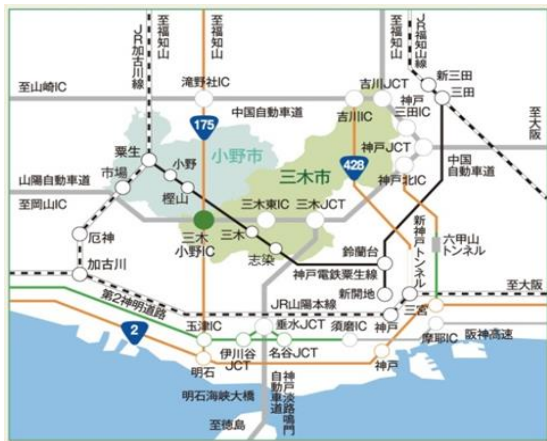 至福知山
至福知山
至福知山
JR加古川線
JR福知山線
新三田
三田
至山崎IC
滝野社IC
吉川JCT
神戸三田IC
中国自動車道
吉川IC
至大阪
175
神戸JCT
粟生
小野
小野市
三木市
428
神戸北IC
中国自動車道
山陽自動車道
市場
樫山
至岡山IC
三木東IC
三木JCT
三木小野IC
三木
志染
鈴蘭台
新神戸トンネル
六甲山トンネル
厄神
加古川
神戸電鉄粟生線
新開地
至大阪
第2神明道路
JR山陽本線
神戸
三宮
2
玉津IC
垂水JCT
須磨IC
摩耶IC
阪神高速
伊川谷JCT
名谷JCT
明石
神戸
明石海峡大橋
神戸淡路鳴門自動車道
至徳島